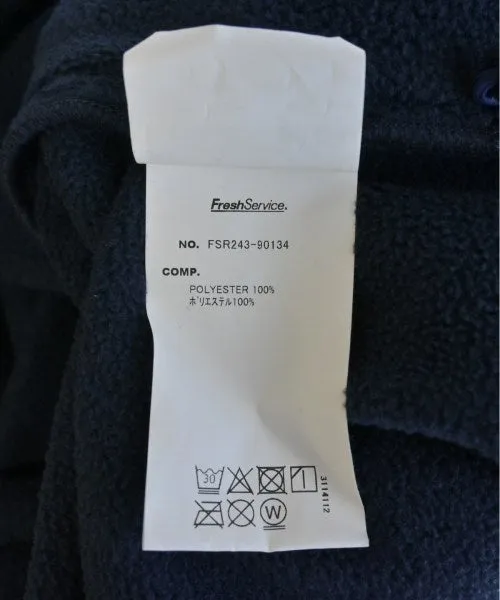 FreshService.
NO. FSR243-90134
COMP.
POLYESTER 100%
ポリエステル100%
30
W
3114112